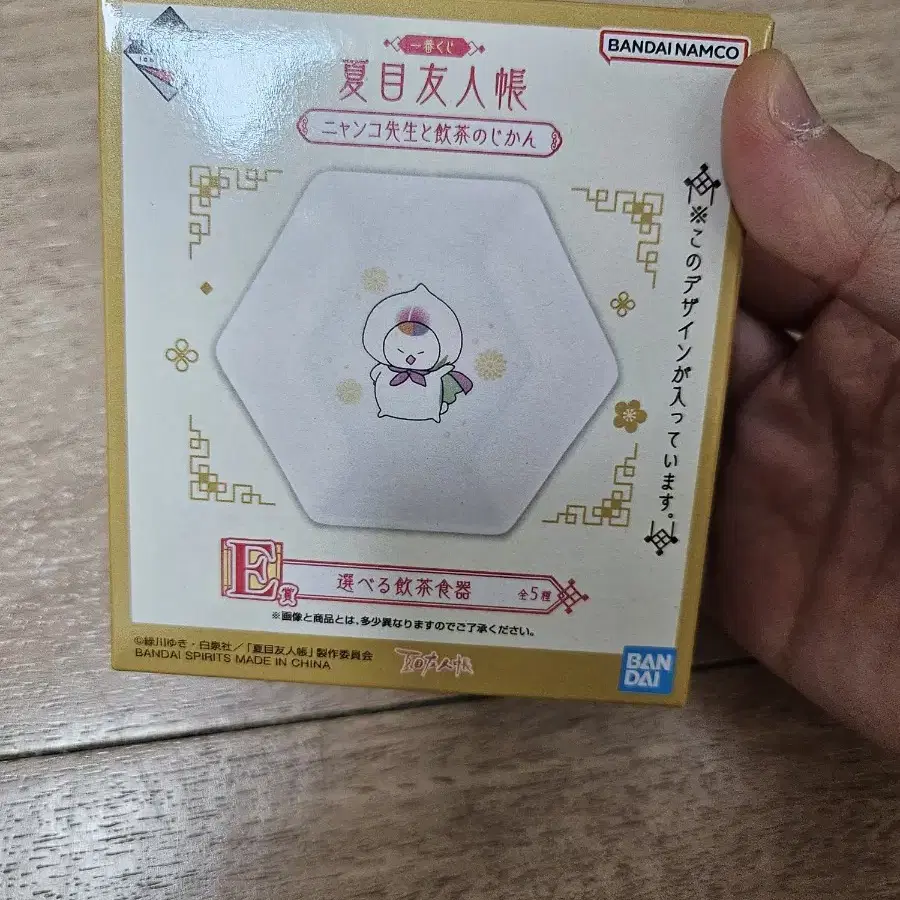 一番くじ
BANDAI NAMCO
夏目友人帳
ニャンコ先生と飲茶のじかん
※このデザインが入っています。
E賞
選べる飲茶食器
全5種
※画像と商品とは、多少異なりますのでご了承ください。
©緑川ゆき・白泉社/「夏目友人帳」製作委員会
BANDAI SPIRITS MADE IN CHINA
夏目友人帳
BAN
DAI